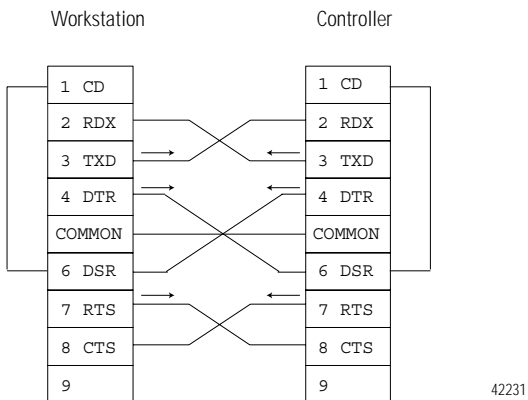 Workstation Controller
1 CD 1 CD
2 RDX 2 RDX
3 TXD 3 TXD
4 DTR 4 DTR
COMMON COMMON
6 DSR 6 DSR
7 RTS 7 RTS
8 CTS 8 CTS
9 9
42231